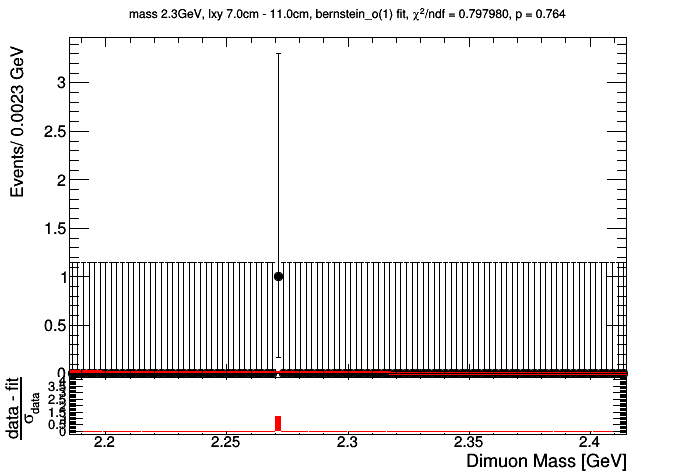 mass 2.3GeV, lxy 7.0cm - 11.0cm, bernstein_o(1) fit, χ²/ndf = 0.797980, p = 0.764
Events/ 0.0023 GeV
3
2.5
2
1.5
1
0.5
0
data - fit
σdata
4
3.5
3
2.5
2
1.5
1
0.5
0
2.2 2.25 2.3 2.35 2.4
Dimuon Mass [GeV]